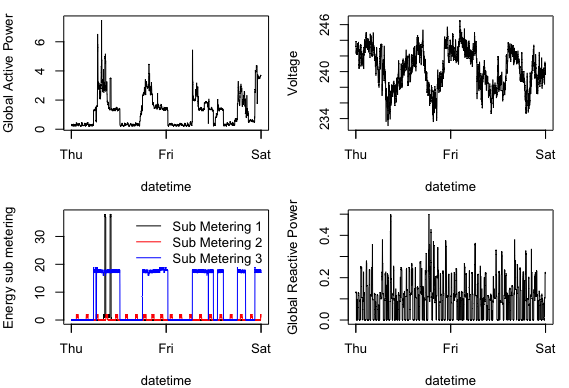 Global Active Power
6
4
2
0
Thu
Fri
Sat
datetime
Voltage
246
240
234
Thu
Fri
Sat
datetime
Energy sub metering
30
20
10
0
Sub Metering 1
Sub Metering 2
Sub Metering 3
Thu
Fri
Sat
datetime
Global Reactive Power
0.4
0.2
0.0
Thu
Fri
Sat
datetime